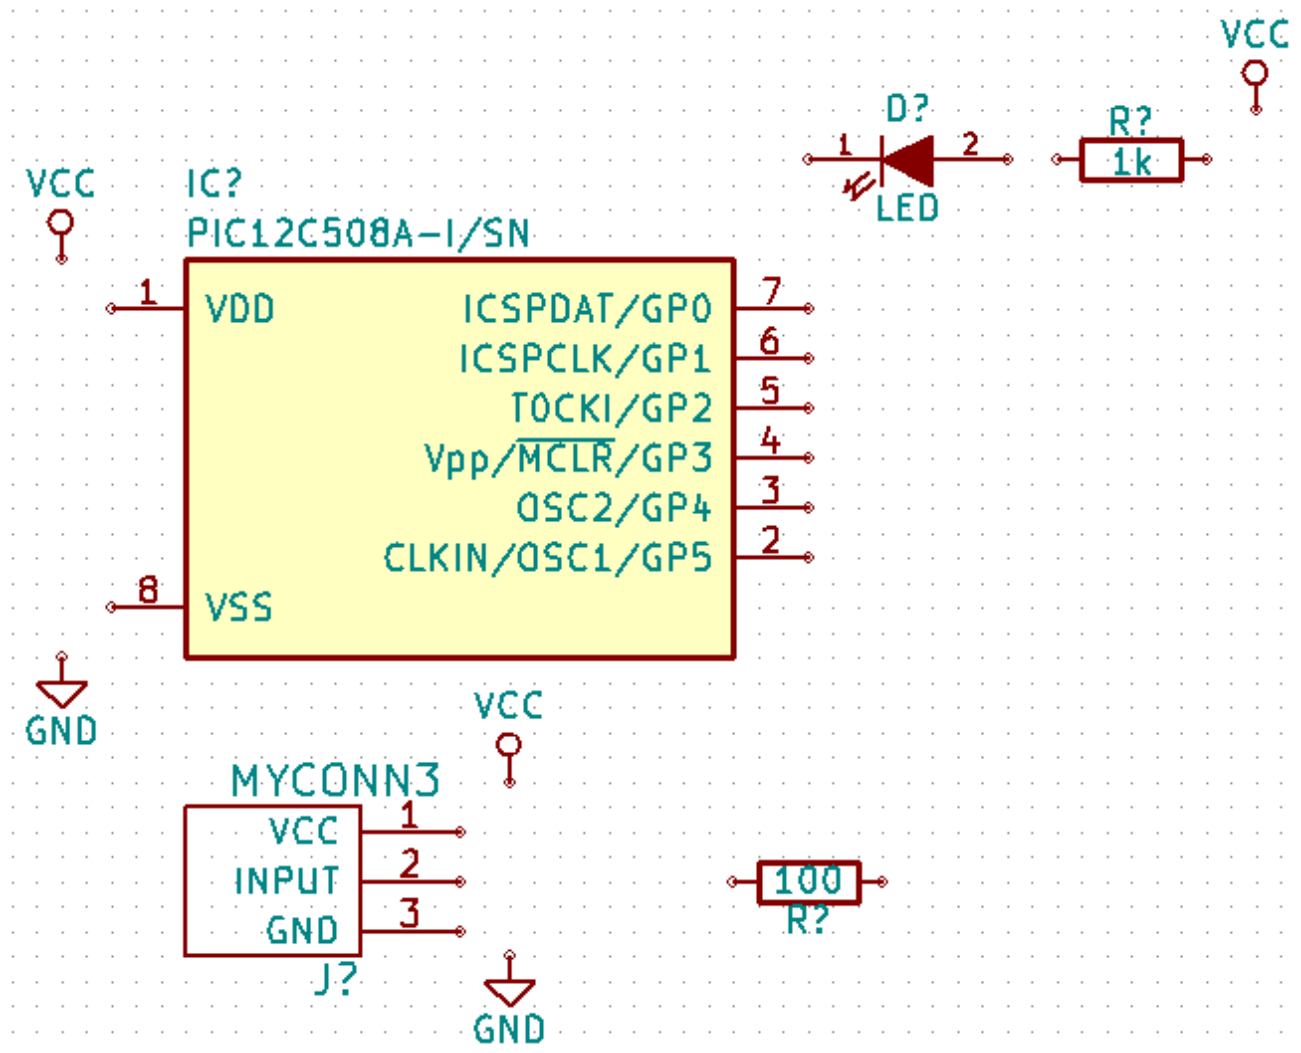 VCC
D?
1
2
LED
R?
1k
VCC
IC?
PIC12C508A-I/SN
1
VDD
ICSPDAT/GP0
7
ICSPCLK/GP1
6
T0CKI/GP2
5
Vpp/MCLR/GP3
4
OSC2/GP4
3
CLKIN/OSC1/GP5
2
8
VSS
GND
VCC
MYCONN3
VCC
1
INPUT
2
GND
3
J?
100
R?
GND